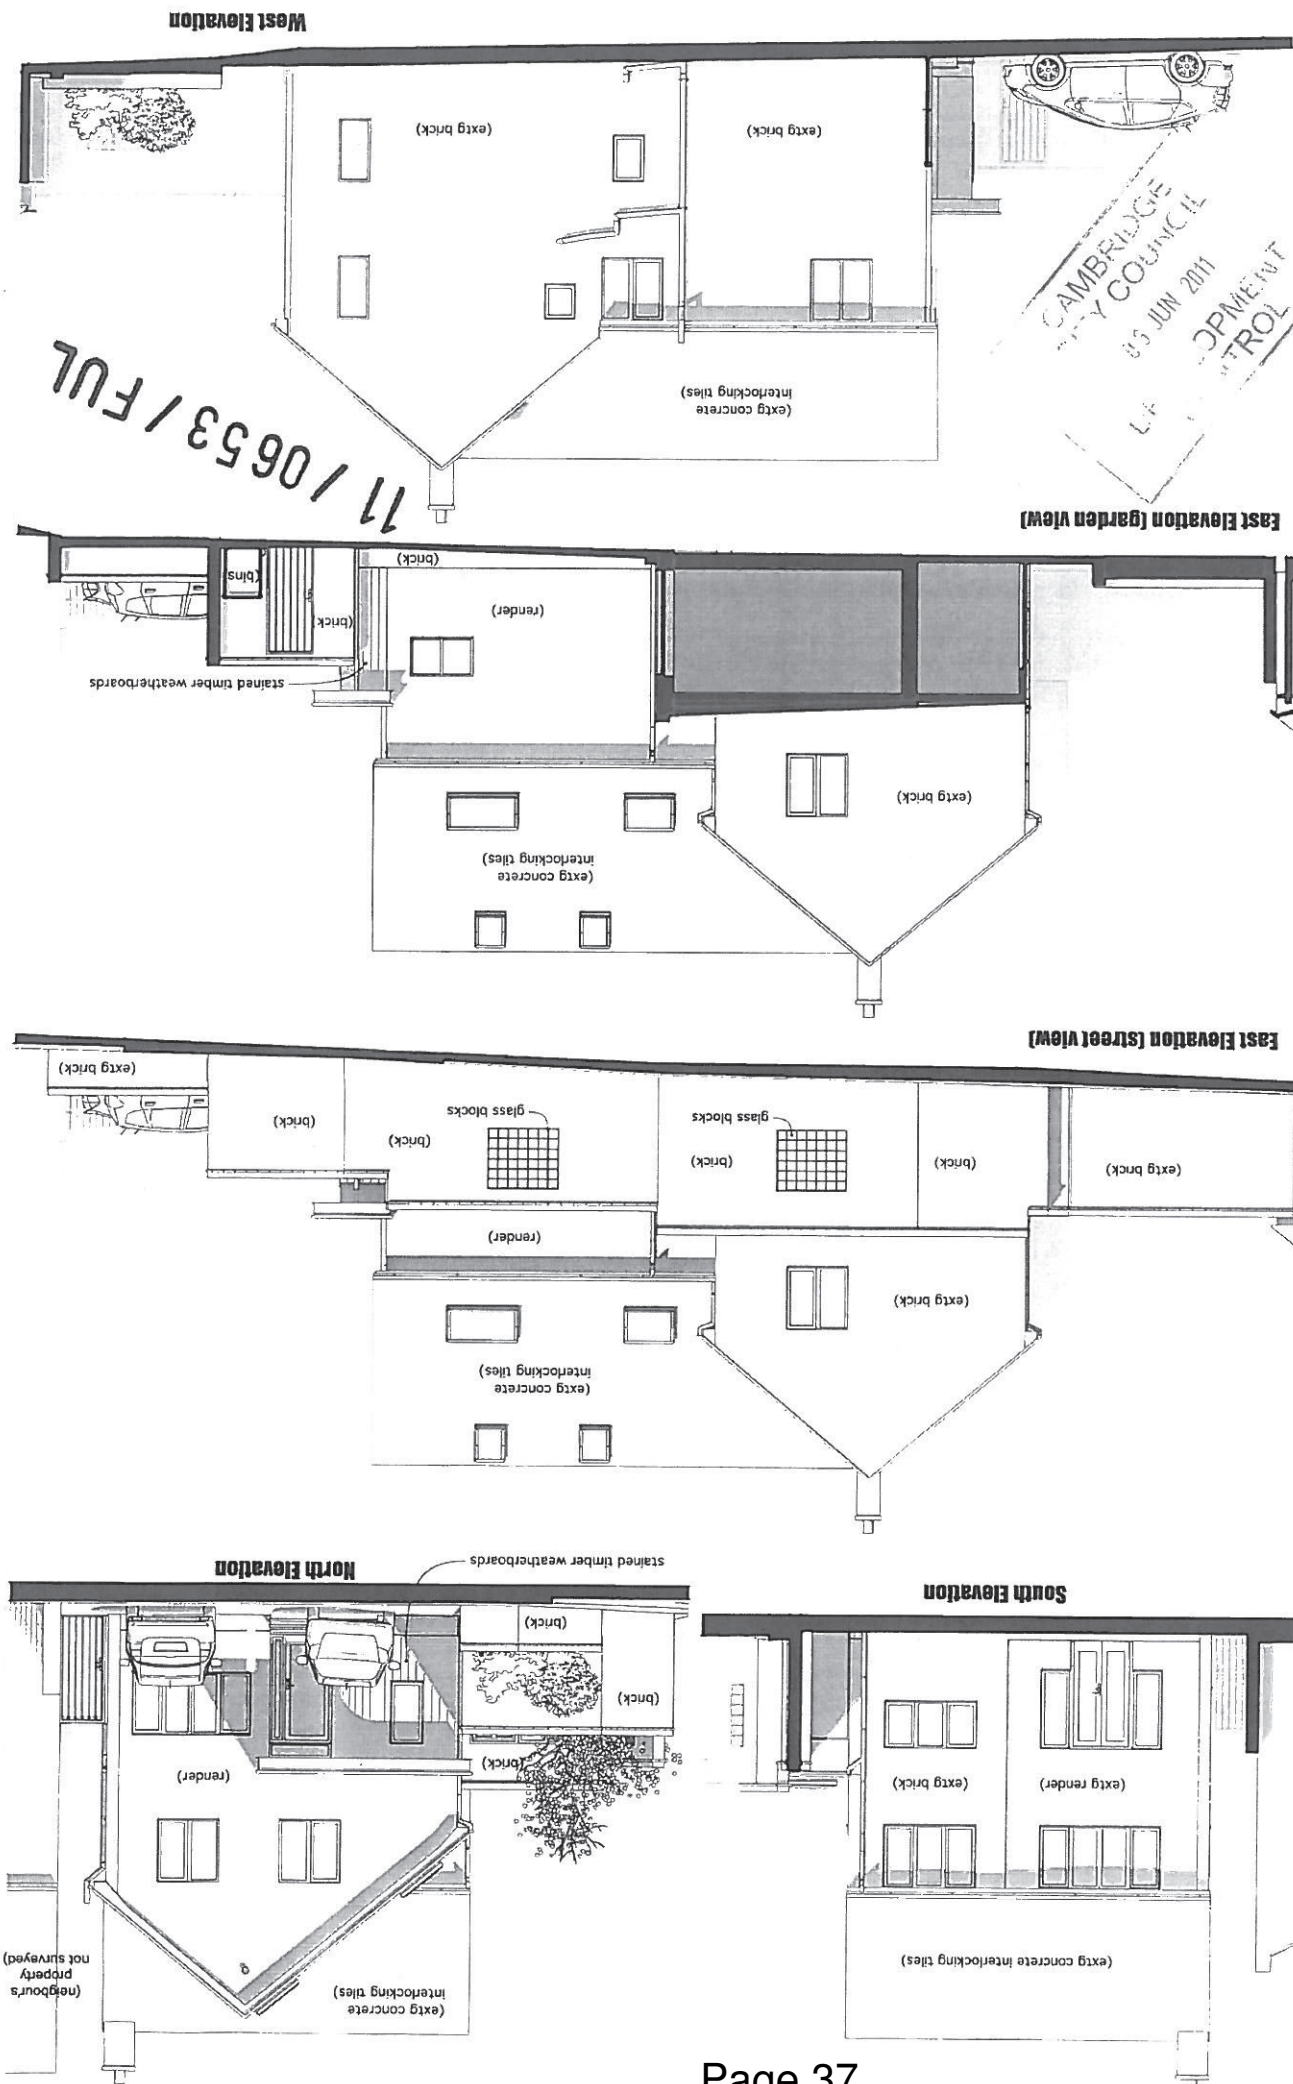 (extg concrete interlocking tiles)
(extg render)
(extg brick)
South Elevation
(extg concrete
interlocking tiles)
(neigbour's
property
not surveyed)
(render)
(brick)
(brick)
(brick)
stained timber weatherboards
North Elevation
(extg concrete
interlocking tiles)
(extg brick)
(render)
(extg brick)
(brick)
(brick)
glass blocks
(brick)
glass blocks
(brick)
(extg brick)
East Elevation (street view)
(extg concrete
interlocking tiles)
(extg brick)
stained timber weatherboards
(render)
(brick)
(brick)
(bins)
East Elevation (garden view)
11 / 0653 / FUL
(extg concrete
interlocking tiles)
(extg brick)
(extg brick)
West Elevation
CAMBRIDGE
COUNCIL
JUN 2011
Page 37